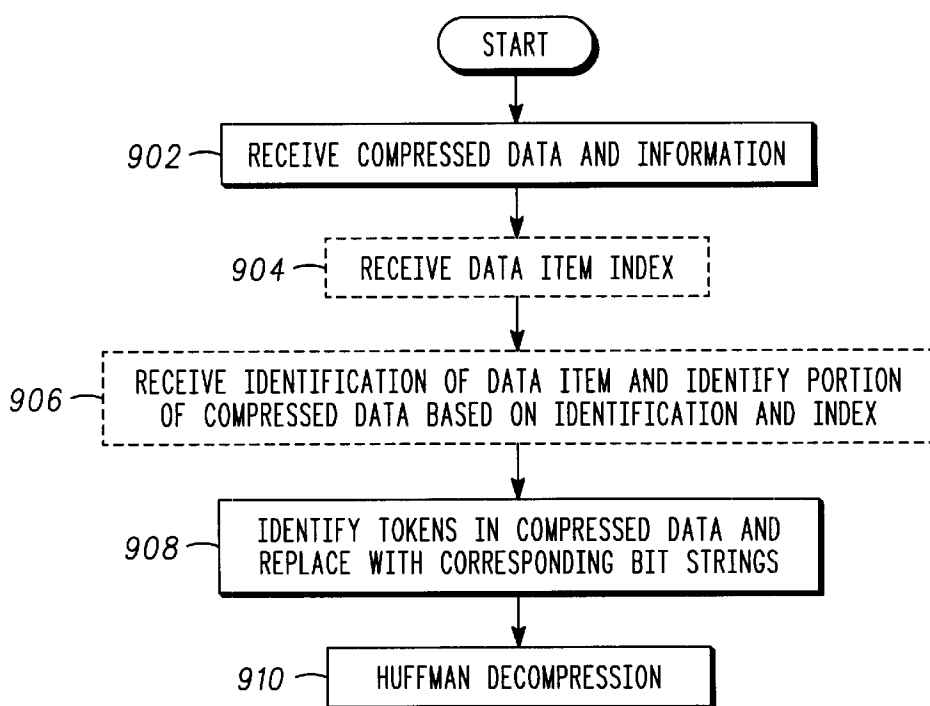 START
902
RECEIVE COMPRESSED DATA AND INFORMATION
904
RECEIVE DATA ITEM INDEX
906
RECEIVE IDENTIFICATION OF DATA ITEM AND IDENTIFY PORTION
OF COMPRESSED DATA BASED ON IDENTIFICATION AND INDEX
908
IDENTIFY TOKENS IN COMPRESSED DATA AND
REPLACE WITH CORRESPONDING BIT STRINGS
910
HUFFMAN DECOMPRESSION